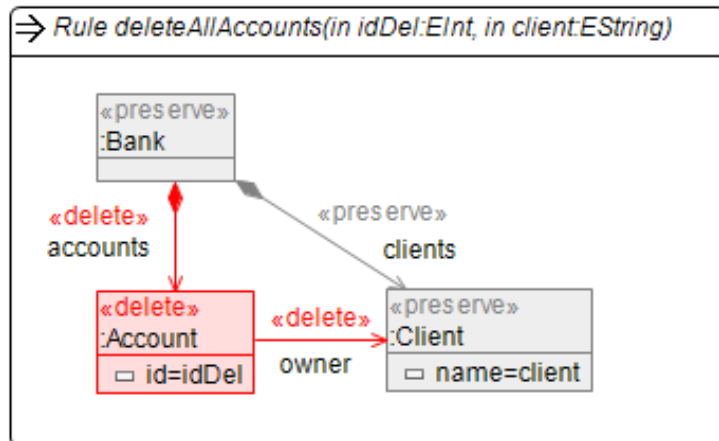 Rule deleteAllAccounts(in idDel:EInt, in client:EString)
«preserve»
:Bank
«delete»
accounts
«preserve»
clients
«delete»
:Account
id=idDel
«delete»
owner
«preserve»
:Client
name=client